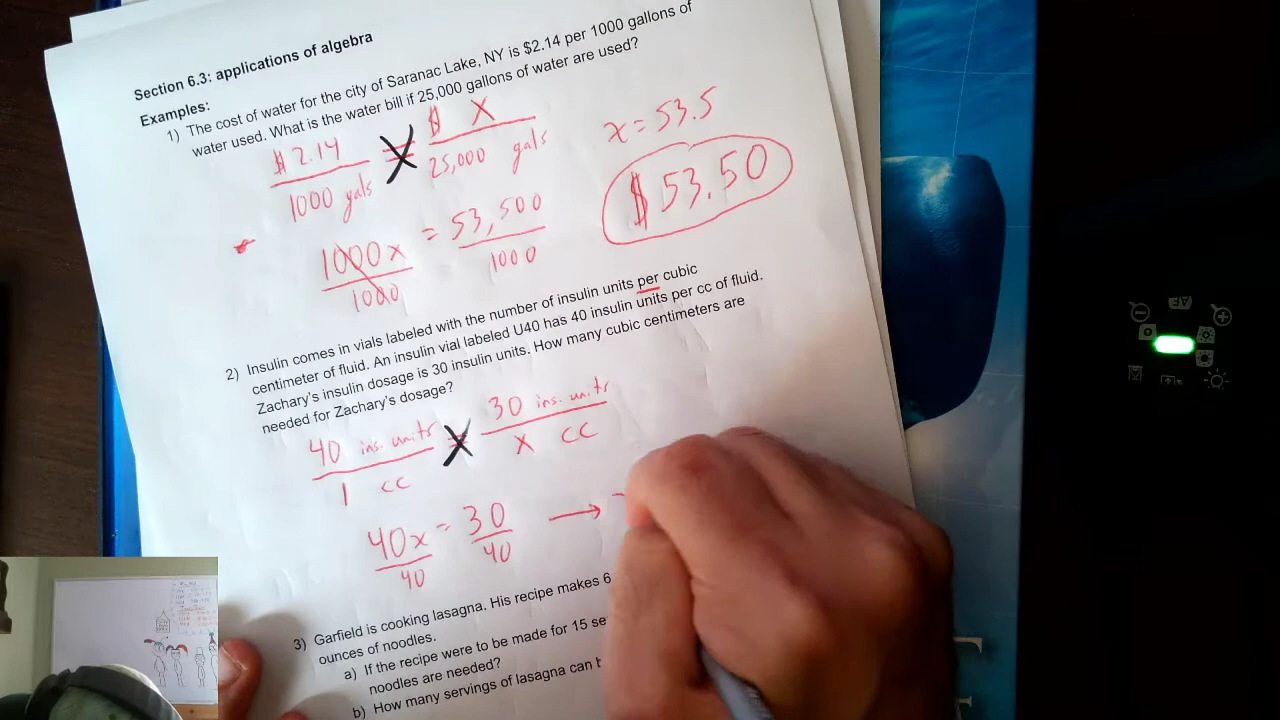 Section 6.3: applications of algebra
Examples:
1) The cost of water for the city of Saranac Lake, NY is $2.14 per 1000 gallons of
water used. What is the water bill if 25,000 gallons of water are used?
$ 2.14 = $ X
1000 gals 25,000 gals
1000x = 53,500
1000 1000
x = 53.5
$ 53.50
2) Insulin comes in vials labeled with the number of insulin units per cubic
centimeter of fluid. An insulin vial labeled U40 has 40 insulin units per cc of fluid.
Zachary's insulin dosage is 30 insulin units. How many cubic centimeters are
needed for Zachary's dosage?
40 ins. units = 30 ins. units
1 cc x cc
40x = 30 →
40 40
3) Garfield is cooking lasagna. His recipe makes 6
ounces of noodles.
a) If the recipe were to be made for 15
noodles are needed?
b) How many servings of lasagna can
AF